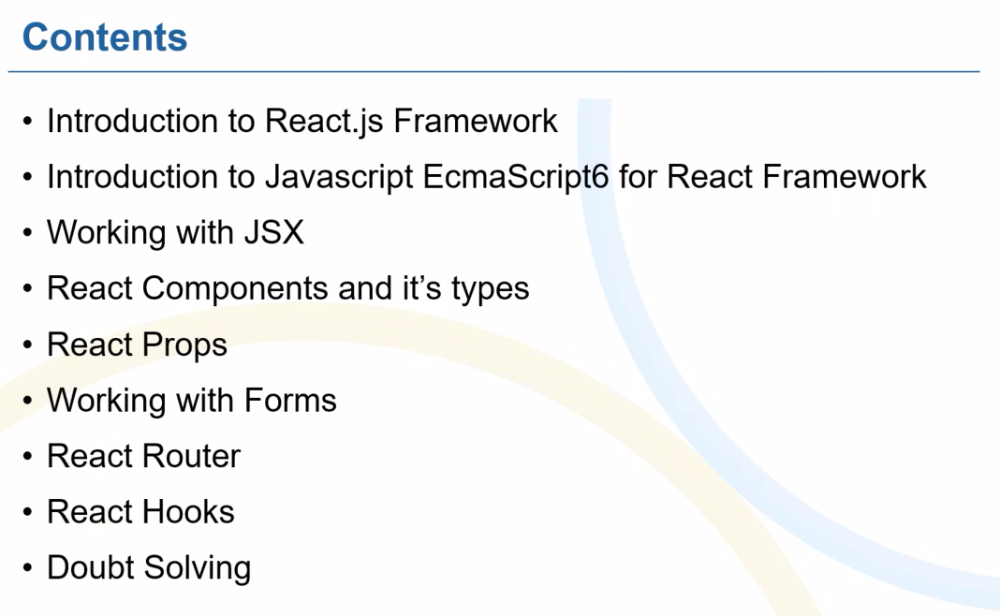 Contents
• Introduction to React.js Framework
• Introduction to Javascript EcmaScript6 for React Framework
• Working with JSX
• React Components and it’s types
• React Props
• Working with Forms
• React Router
• React Hooks
• Doubt Solving